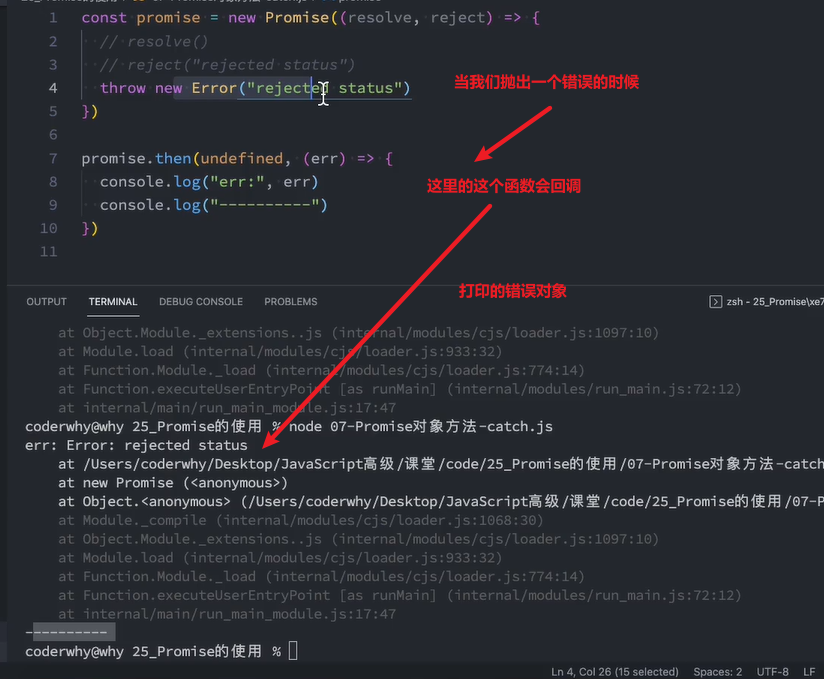 1 const promise = new Promise((resolve, reject) => {
2 // resolve()
3 // reject("rejected status")
4 throw new Error("rejected status")
当我们抛出一个错误的时候
5 })
6
7 promise.then(undefined, (err) => {
8 console.log("err:", err)
这里的这个函数会回调
9 console.log("----------")
10 })
11
打印的错误对象
OUTPUT TERMINAL DEBUG CONSOLE PROBLEMS zsh - 25_Promise\xe7
at Object.Module._extensions..js (internal/modules/cjs/loader.js:1097:10)
at Module.load (internal/modules/cjs/loader.js:933:32)
at Function.Module._load (internal/modules/cjs/loader.js:774:14)
at Function.executeUserEntryPoint [as runMain] (internal/modules/run_main.js:72:12)
at internal/main/run_main_module.js:17:47
coderwhy@why 25_Promise的使用 % node 07-Promise对象方法-catch.js
err: Error: rejected status
at /Users/coderwhy/Desktop/JavaScript高级/课堂/code/25_Promise的使用/07-Promise对象方法-catch
at new Promise (<anonymous>)
at Object.<anonymous> (/Users/coderwhy/Desktop/JavaScript高级/课堂/code/25_Promise的使用/07-P
at Module._compile (internal/modules/cjs/loader.js:1068:30)
at Object.Module._extensions..js (internal/modules/cjs/loader.js:1097:10)
at Module.load (internal/modules/cjs/loader.js:933:32)
at Function.Module._load (internal/modules/cjs/loader.js:774:14)
at Function.executeUserEntryPoint [as runMain] (internal/modules/run_main.js:72:12)
at internal/main/run_main_module.js:17:47
----------
coderwhy@why 25_Promise的使用 %
Ln 4, Col 26 (15 selected) Spaces: 2 UTF-8 LF